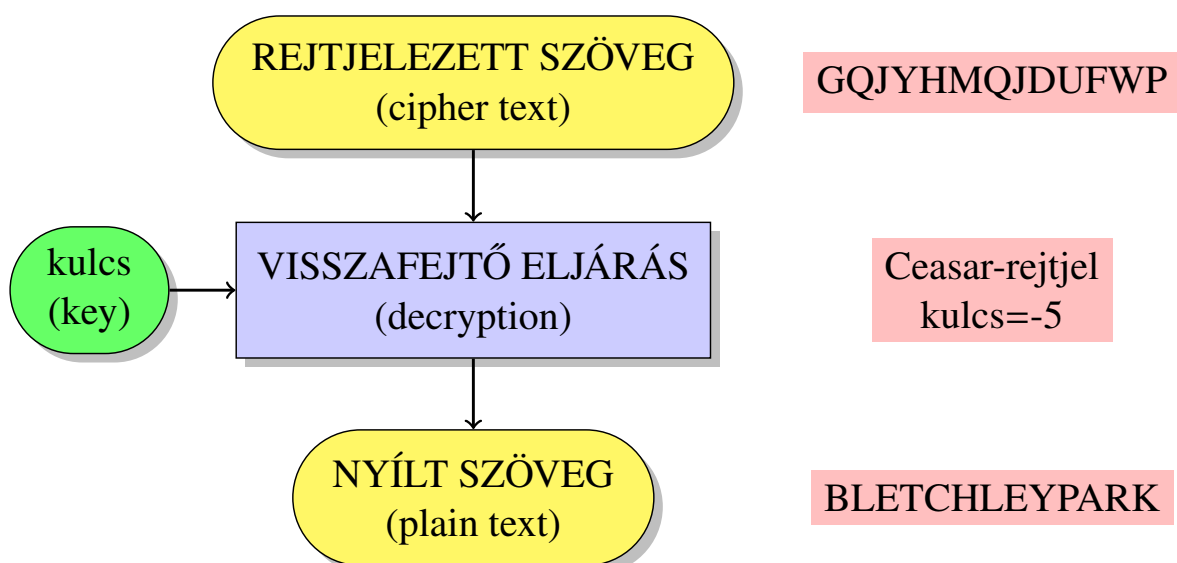 REJTJELEZETT SZÖVEG
(cipher text)
GQJYHMQJDUFWP
kulcs
(key)
VISSZAFEJTŐ ELJÁRÁS
(decryption)
Ceasar-rejtjel
kulcs=-5
NYÍLT SZÖVEG
(plain text)
BLETCHLEYPARK